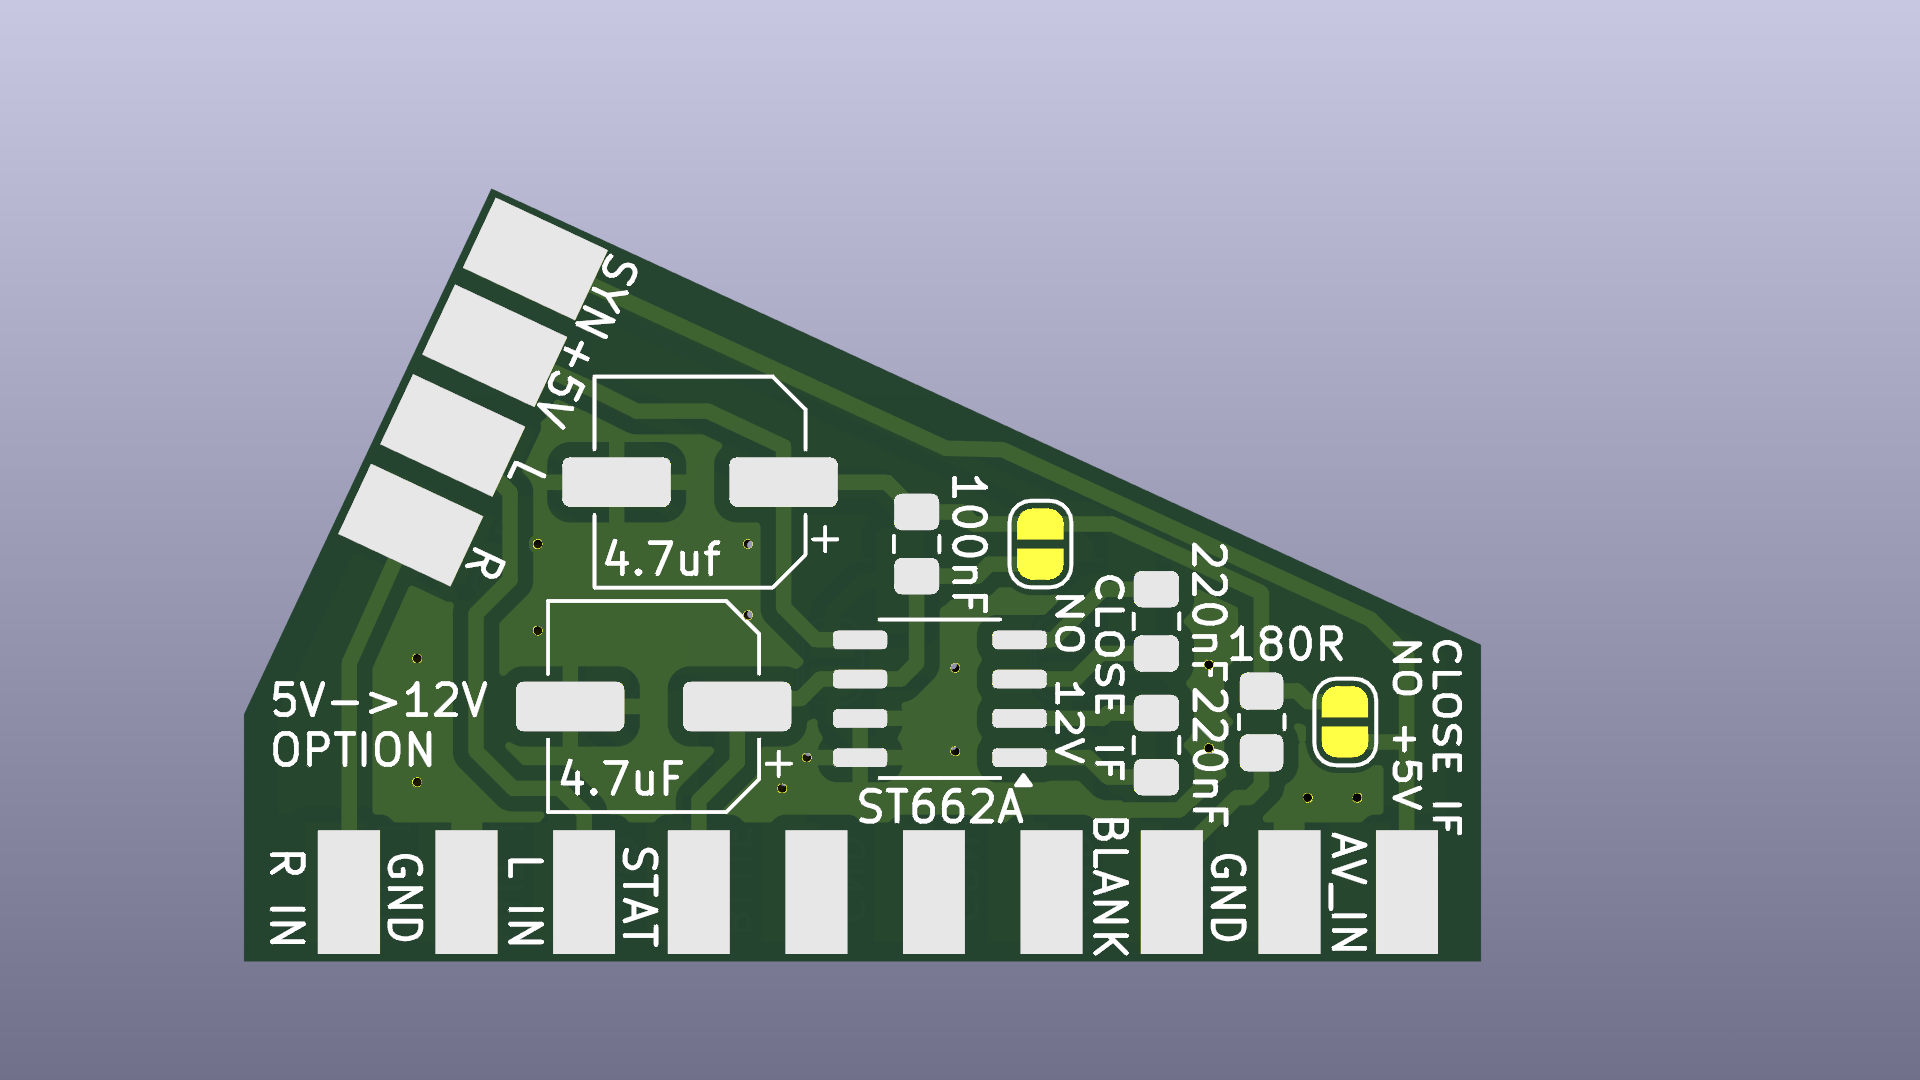 SYN
+5V
L
R
4.7uf
+
100nF
CLOSE IF
NO 12V
220nF
220nF
180R
CLOSE IF
NO +5V
5V->12V
OPTION
4.7uF
+
ST662A
R IN
GND
L IN
STAT
BLANK
GND
AV_IN